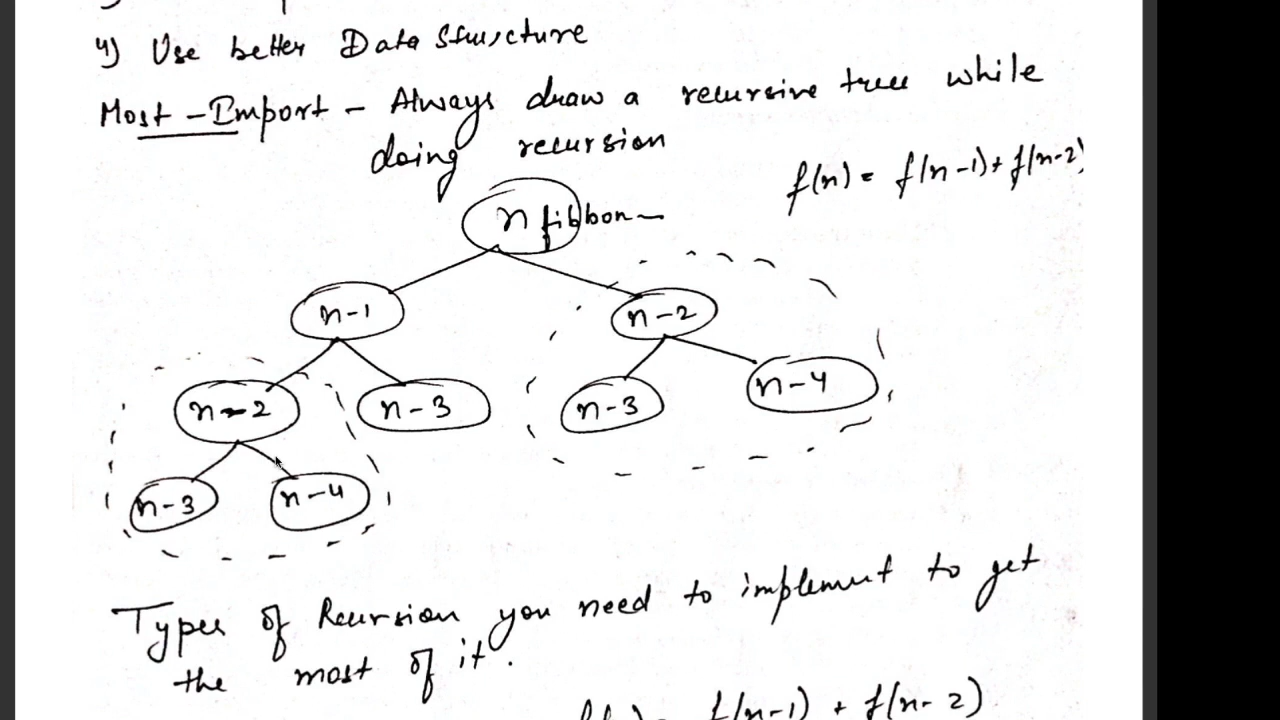 4) Use better Data Structure
Most-Import - Always draw a recursive tree while
doing recursion
f(n) = f(n-1) + f(n-2)
n fibbon
n-1
n-2
n-2
n-3
n-3
n-4
n-3
n-4
Types of Recursion you need to implement to get
the most of it.
f(n-1) + f(n-2)